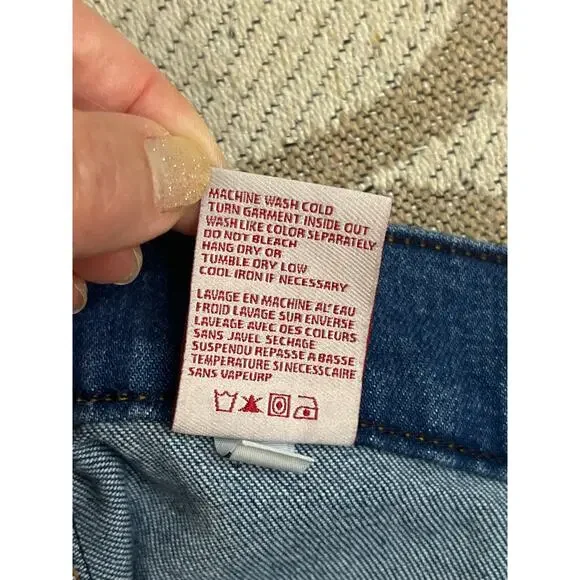 MACHINE WASH COLD
TURN GARMENT INSIDE OUT
WASH LIKE COLOR SEPARATELY
DO NOT BLEACH
HANG DRY OR
TUMBLE DRY LOW
COOL IRON IF NECESSARY
LAVAGE EN MACHINE AL'EAU
FROID LAVAGE SUR ENVERSE
LAVEAGE AVEC DES COLEURS
SANS JAVEL SECHAGE
SUSPENDU REPASSE A BASSE
TEMPERATURE SI NECESSCAIRE
SANS VAPEURP